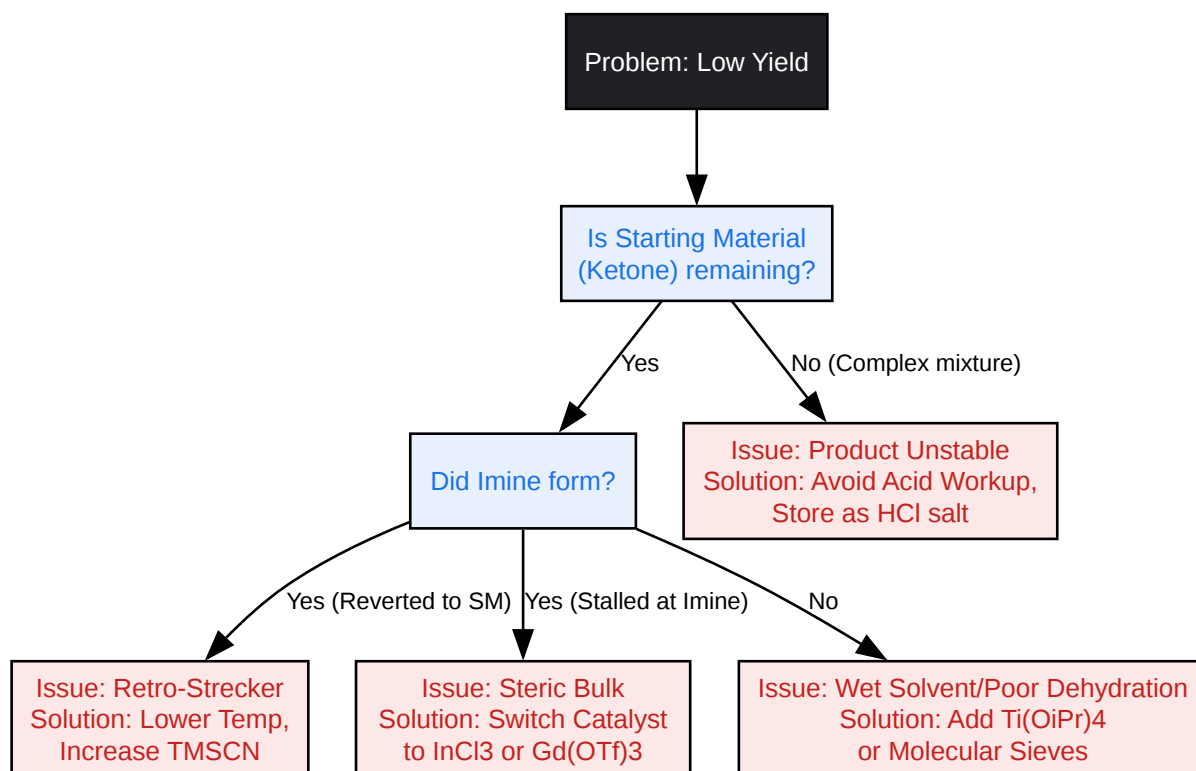 Problem: Low Yield
Is Starting Material
(Ketone) remaining?
Yes
No (Complex mixture)
Did Imine form?
Issue: Product Unstable
Solution: Avoid Acid Workup,
Store as HCl salt
Yes (Reverted to SM)
Yes (Stalled at Imine)
No
Issue: Retro-Strecker
Solution: Lower Temp,
Increase TMSCN
Issue: Steric Bulk
Solution: Switch Catalyst
to InCl3 or Gd(OTf)3
Issue: Wet Solvent/Poor Dehydration
Solution: Add Ti(OiPr)4
or Molecular Sieves